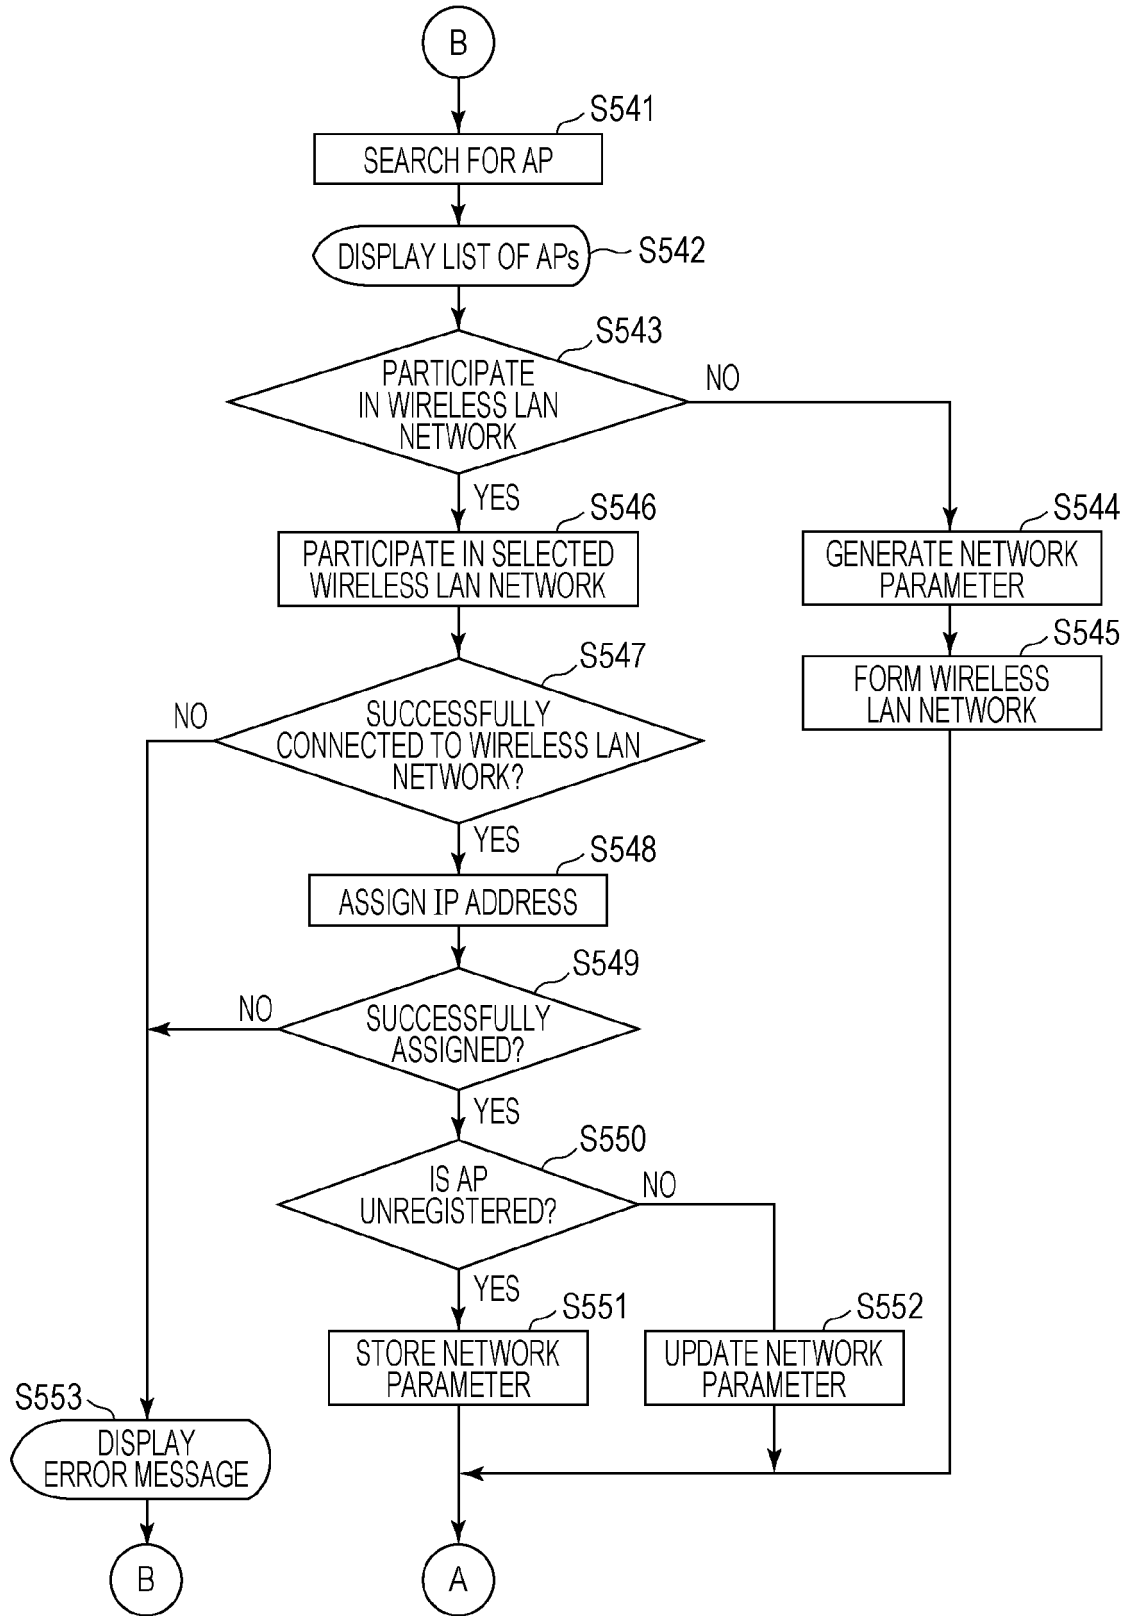 B
S541
SEARCH FOR AP
DISPLAY LIST OF APs
S542
S543
PARTICIPATE
IN WIRELESS LAN
NETWORK
NO
YES
S546
PARTICIPATE IN SELECTED
WIRELESS LAN NETWORK
S544
GENERATE NETWORK
PARAMETER
S545
FORM WIRELESS
LAN NETWORK
S547
SUCCESSFULLY
CONNECTED TO WIRELESS LAN
NETWORK?
NO
YES
S548
ASSIGN IP ADDRESS
S549
SUCCESSFULLY
ASSIGNED?
NO
YES
S550
IS AP
UNREGISTERED?
NO
YES
S551
STORE NETWORK
PARAMETER
S552
UPDATE NETWORK
PARAMETER
S553
DISPLAY
ERROR MESSAGE
B
A